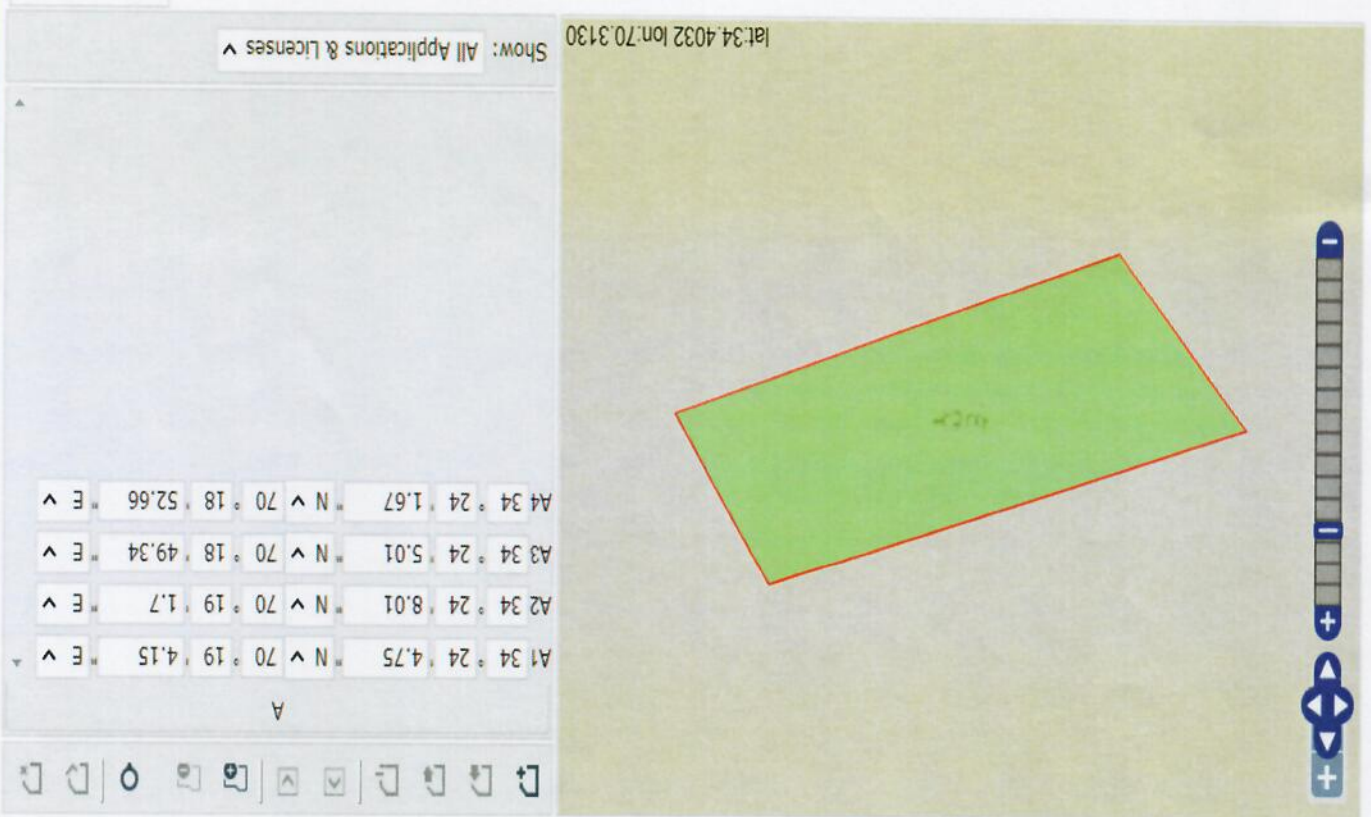 A
A1 34 ° 24 ' 4.75 " N 70 ° 19 ' 4.15 " E
A2 34 ° 24 ' 8.01 " N 70 ° 19 ' 1.7 " E
A3 34 ° 24 ' 5.01 " N 70 ° 18 ' 49.34 " E
A4 34 ° 24 ' 1.67 " N 70 ° 18 ' 52.66 " E
lat:34.4032 lon:70.3130
Show: All Applications & Licenses